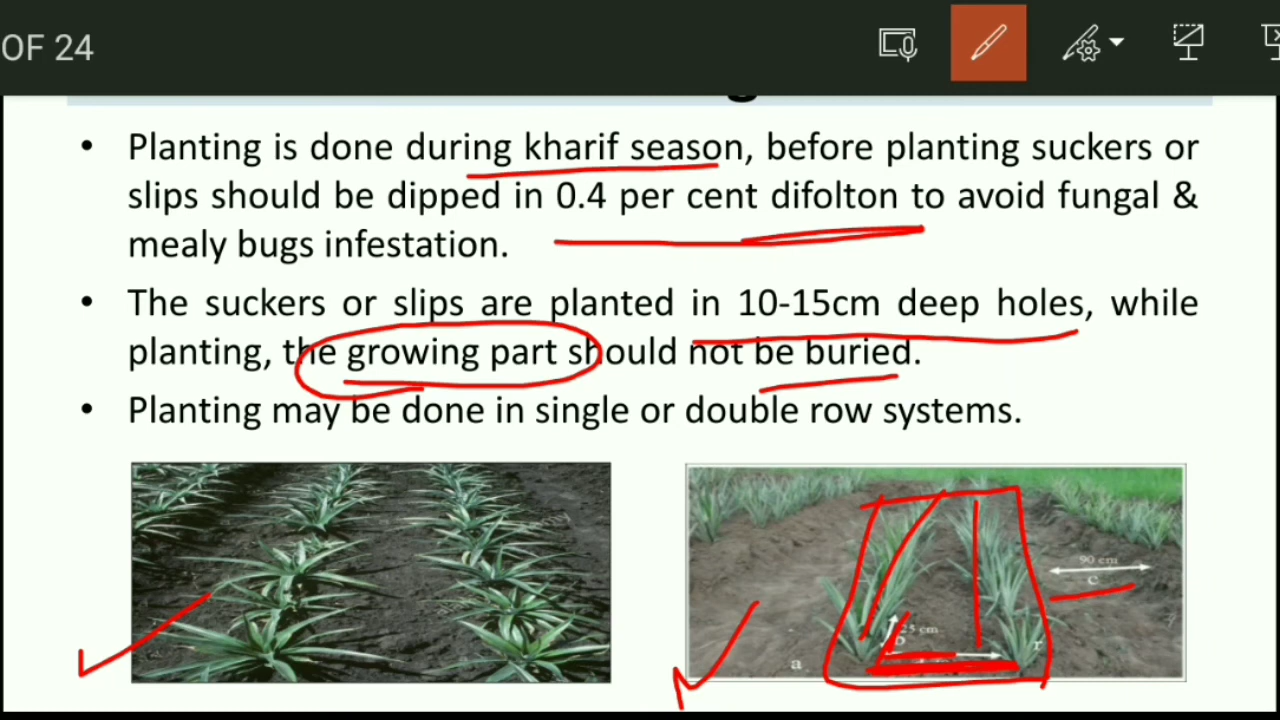 OF 24
• Planting is done during kharif season, before planting suckers or
slips should be dipped in 0.4 per cent difolton to avoid fungal &
mealy bugs infestation.
• The suckers or slips are planted in 10-15cm deep holes, while
planting, the growing part should not be buried.
• Planting may be done in single or double row systems.
90 cm
c
25 cm
a
r